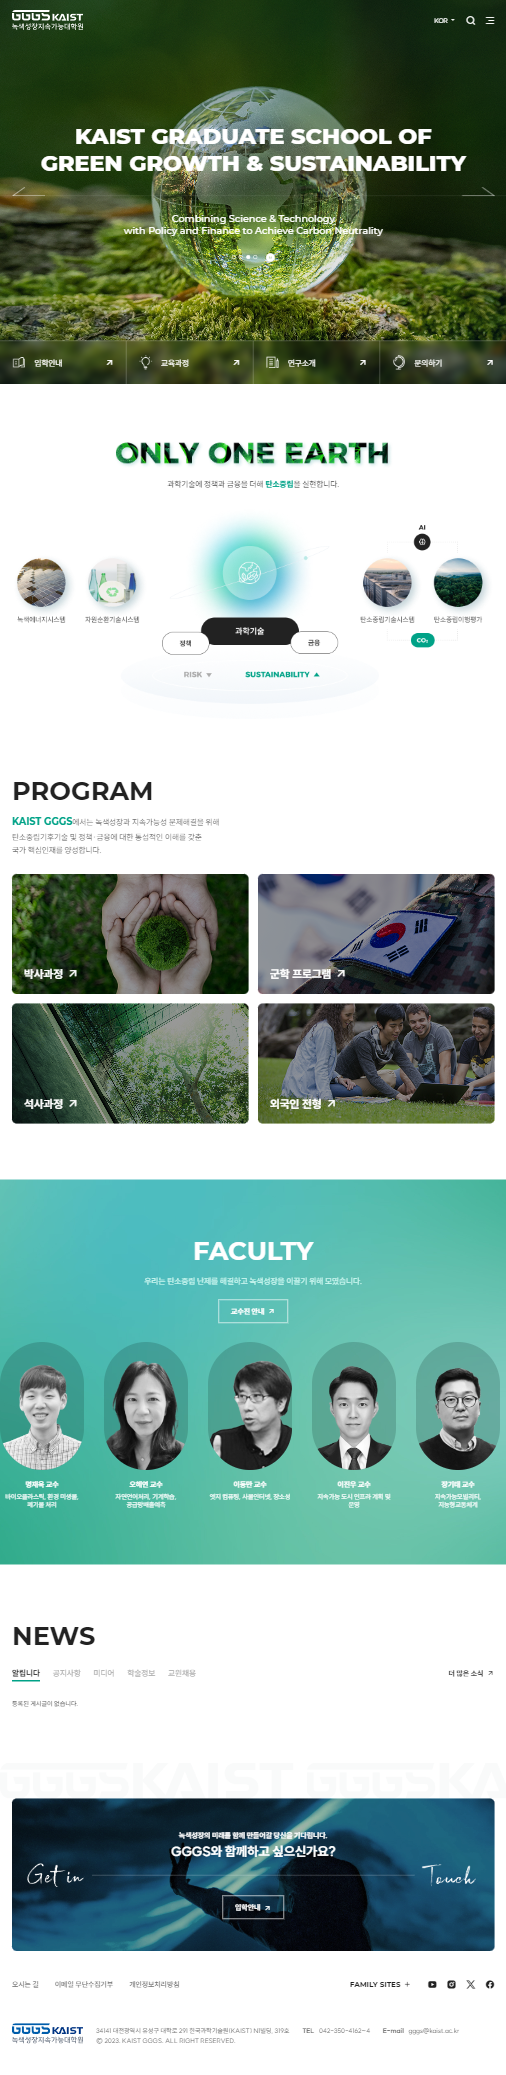 GGGS KAIST
녹색성장지속가능대학원
KOR
KAIST GRADUATE SCHOOL OF
GREEN GROWTH & SUSTAINABILITY
Combining Science & Technology
with Policy and Finance to Achieve Carbon Neutrality
입학안내
교육과정
연구소개
문의하기
ONLY ONE EARTH
과학기술에 정책과 금융을 더해 탄소중립을 실현합니다.
AI
녹색에너지시스템
자원순환기술시스템
탄소중립기술시스템
탄소중립이행평가
과학기술
정책
금융
CO₂
RISK
SUSTAINABILITY
PROGRAM
KAIST GGGS에서는 녹색성장과 지속가능성 문제해결을 위해
탄소중립기후기술 및 정책·금융에 대한 통섭적인 이해를 갖춘
국가 핵심인재를 양성합니다.
박사과정
군학 프로그램
석사과정
외국인 전형
FACULTY
우리는 탄소중립 난제를 해결하고 녹색성장을 이끌기 위해 모였습니다.
교수진 안내
명재욱 교수
오혜연 교수
이동만 교수
이진우 교수
장기태 교수
바이오플라스틱, 환경 미생물,
폐가물 처리
자연언어처리, 기계학습,
공급망배출예측
엣지 컴퓨팅, 사물인터넷, 장소성
지속가능 도시 인프라 계획 및
운영
지속가능모빌리티,
지능형교통체계
NEWS
알립니다
공지사항
미디어
학술정보
교원채용
더 많은 소식
등록된 게시글이 없습니다.
GGGSKAIST GGGSKA
녹색성장의 미래를 함께 만들어갈 당신을 기다립니다.
GGGS와 함께하고 싶으신가요?
Get in
Touch
입학안내
오시는 길
이메일 무단수집거부
개인정보처리방침
FAMILY SITES +
GGGS KAIST
녹색성장지속가능대학원
34141 대전광역시 유성구 대학로 291 한국과학기술원(KAIST) N1빌딩, 319호
TEL 042-350-4162~4
E-mail gggs@kaist.ac.kr
© 2023. KAIST GGGS. ALL RIGHT RESERVED.